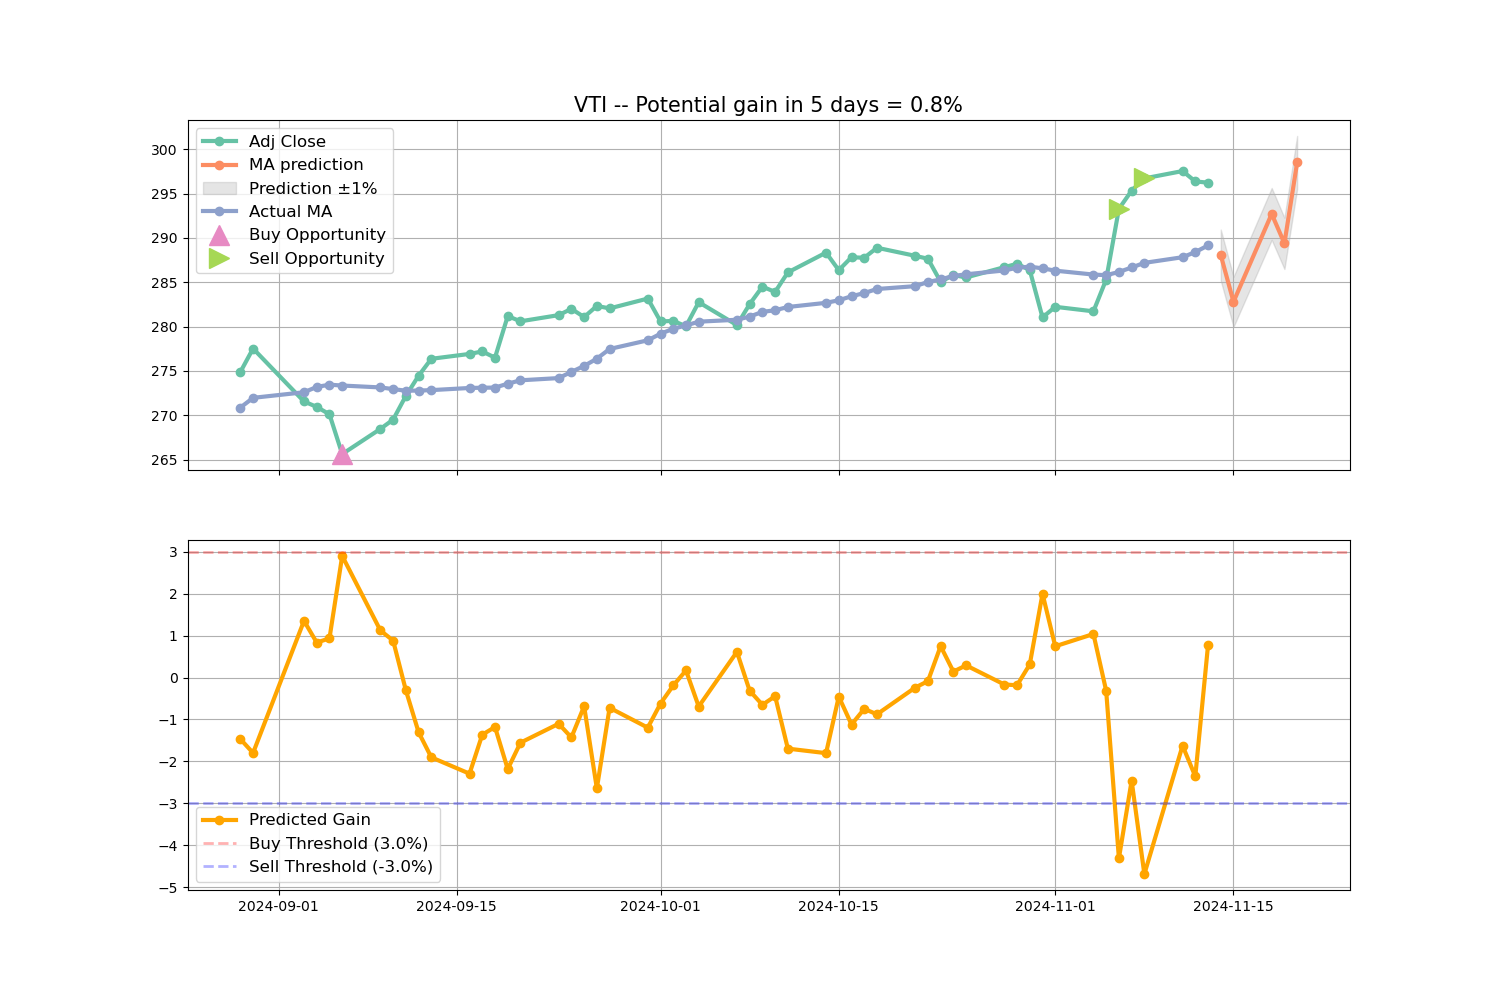 VTI -- Potential gain in 5 days = 0.8%
300
295
290
285
280
275
270
265
Adj Close
MA prediction
Prediction ±1%
Actual MA
Buy Opportunity
Sell Opportunity
3
2
1
0
−1
−2
−3
−4
−5
Predicted Gain
Buy Threshold (3.0%)
Sell Threshold (-3.0%)
2024-09-01
2024-09-15
2024-10-01
2024-10-15
2024-11-01
2024-11-15